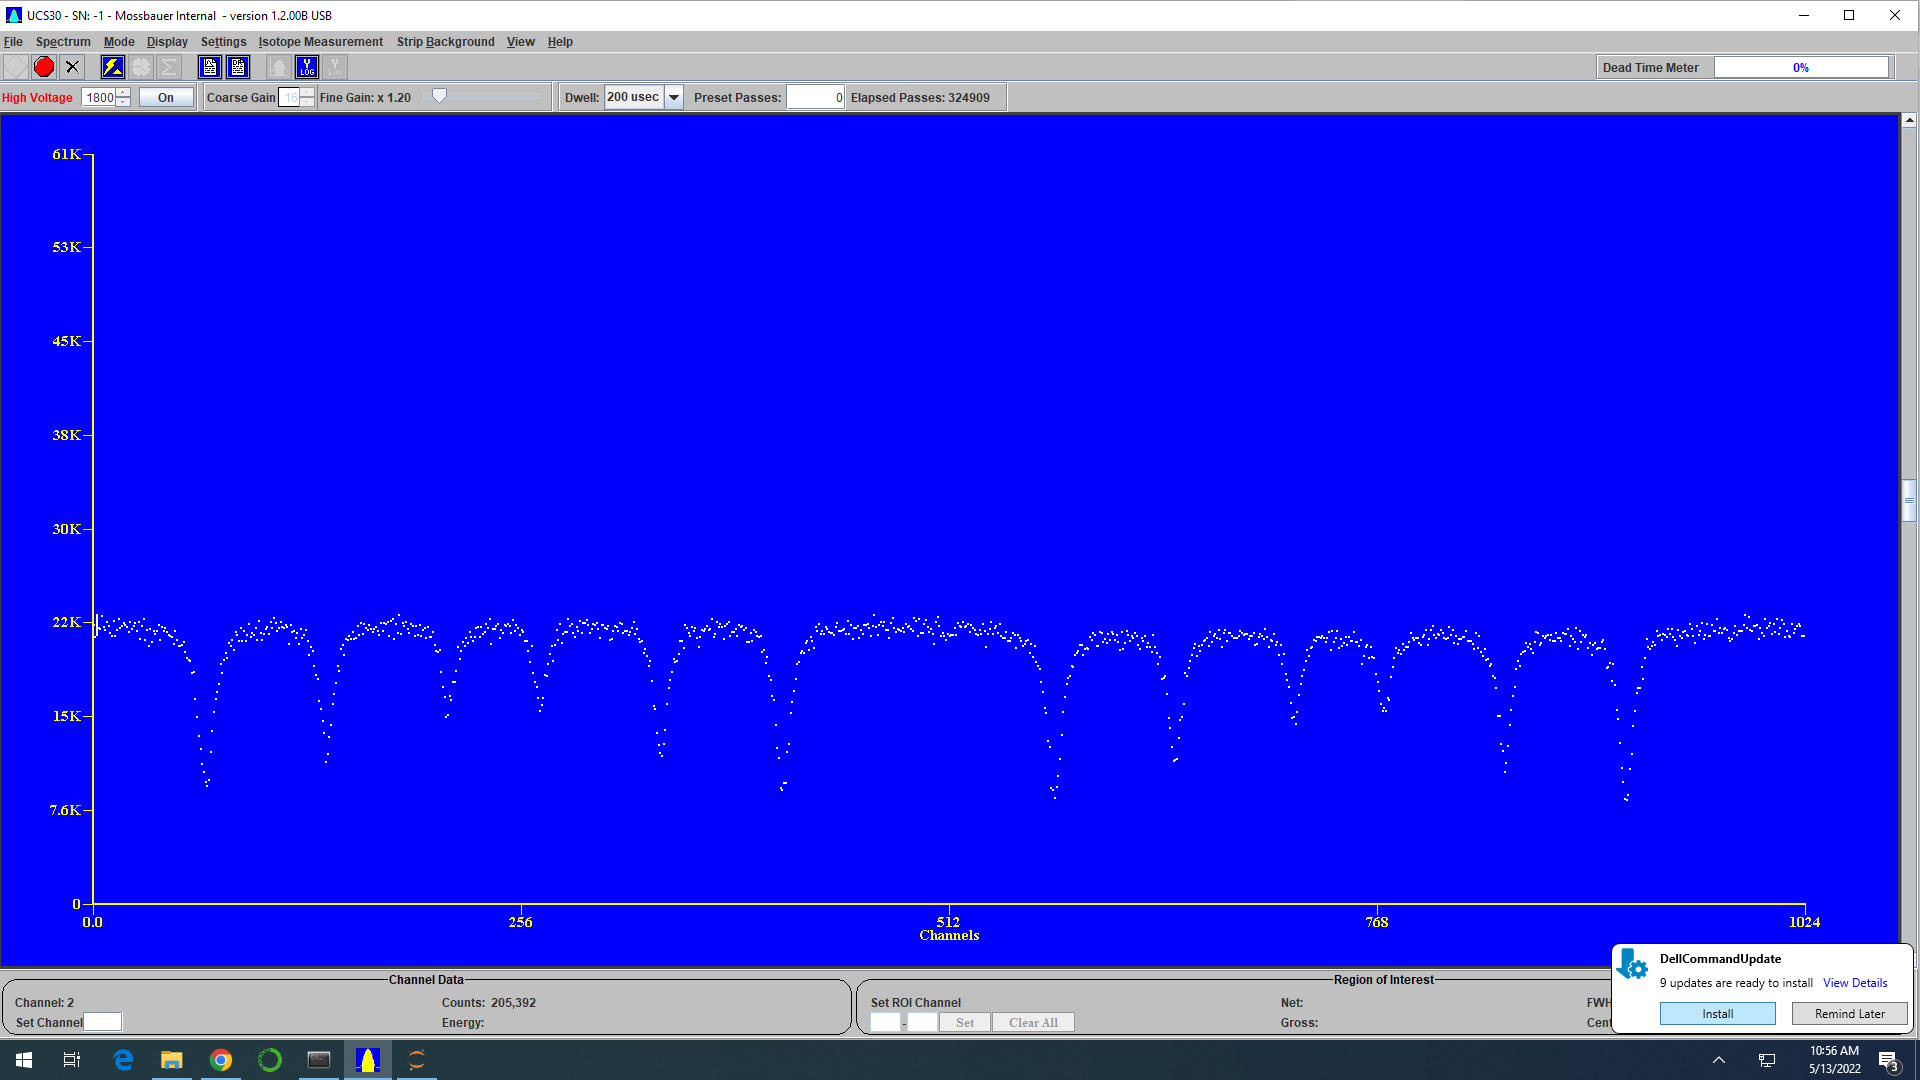 UCS30 - SN: -1 - Mossbauer Internal - version 1.2.00B USB
File Spectrum Mode Display Settings Isotope Measurement Strip Background View Help
Y LOG
Dead Time Meter 0%
High Voltage 1800 On Coarse Gain 16 Fine Gain: x 1.20 Dwell: 200 usec Preset Passes: 0 Elapsed Passes: 324909
61K
53K
45K
38K
30K
22K
15K
7.6K
0
0.0 256 512 768 1024
Channels
Channel Data
Channel: 2 Counts: 205,392
Set Channel Energy:
Region of Interest
Set ROI Channel Net: FWH
- Set Clear All Gross: Cent
DellCommandUpdate
9 updates are ready to install View Details
Install Remind Later
10:56 AM
5/13/2022
3